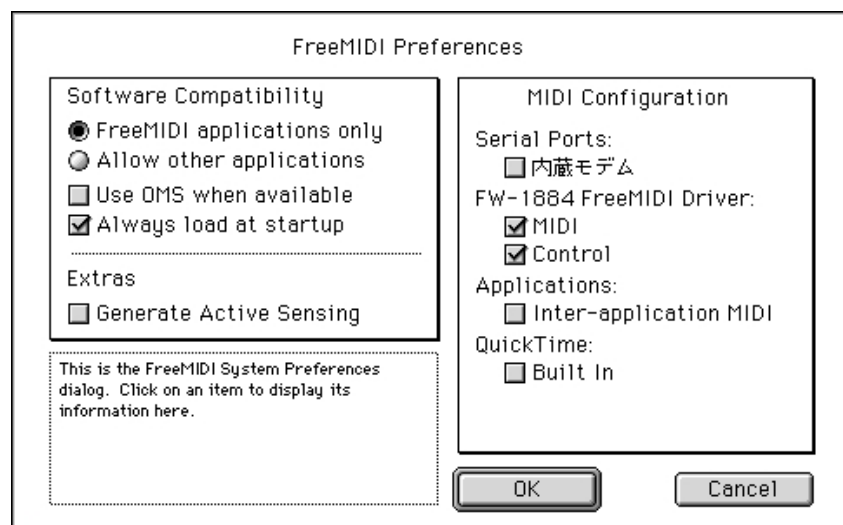 FreeMIDI Preferences
Software Compatibility
FreeMIDI applications only
Allow other applications
Use OMS when available
Always load at startup
Extras
Generate Active Sensing
This is the FreeMIDI System Preferences
dialog. Click on an item to display its
information here.
MIDI Configuration
Serial Ports:
内蔵モデム
FW-1884 FreeMIDI Driver:
MIDI
Control
Applications:
Inter-application MIDI
QuickTime:
Built In
OK
Cancel